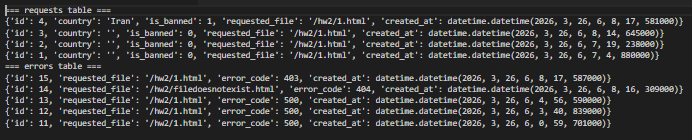 === requests table ===
{'id': 4, 'country': 'Iran', 'is_banned': 1, 'requested_file': '/hw2/1.html', 'created_at': datetime.datetime(2026, 3, 26, 6, 8, 17, 581000)}
{'id': 3, 'country': '', 'is_banned': 0, 'requested_file': '/hw2/1.html', 'created_at': datetime.datetime(2026, 3, 26, 6, 8, 14, 645000)}
{'id': 2, 'country': '', 'is_banned': 0, 'requested_file': '/hw2/1.html', 'created_at': datetime.datetime(2026, 3, 26, 6, 7, 19, 238000)}
{'id': 1, 'country': '', 'is_banned': 0, 'requested_file': '/hw2/1.html', 'created_at': datetime.datetime(2026, 3, 26, 6, 7, 4, 880000)}
=== errors table ===
{'id': 15, 'requested_file': '/hw2/1.html', 'error_code': 403, 'created_at': datetime.datetime(2026, 3, 26, 6, 8, 17, 587000)}
{'id': 14, 'requested_file': '/hw2/filedoesnotexist.html', 'error_code': 404, 'created_at': datetime.datetime(2026, 3, 26, 6, 8, 16, 309000)}
{'id': 13, 'requested_file': '/hw2/1.html', 'error_code': 500, 'created_at': datetime.datetime(2026, 3, 26, 6, 4, 56, 590000)}
{'id': 12, 'requested_file': '/hw2/1.html', 'error_code': 500, 'created_at': datetime.datetime(2026, 3, 26, 6, 3, 40, 839000)}
{'id': 11, 'requested_file': '/hw2/1.html', 'error_code': 500, 'created_at': datetime.datetime(2026, 3, 26, 6, 0, 59, 701000)}